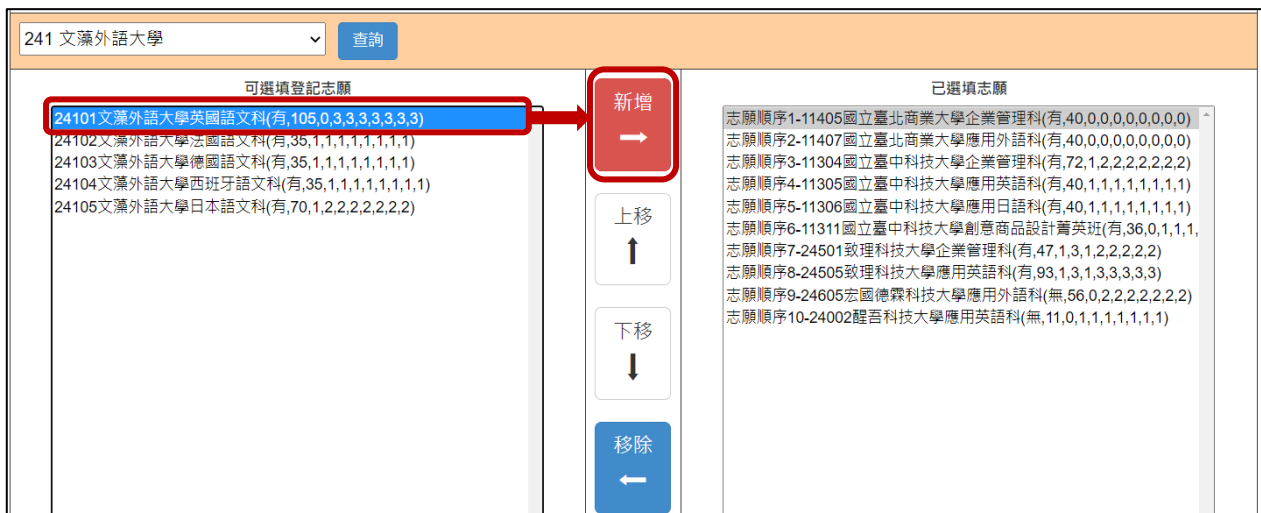 241 文藻外語大學
查詢
可選填登記志願
24101文藻外語大學英國語文科(有,105,0,3,3,3,3,3,3,3)
24102文藻外語大學法國語文科(有,35,1,1,1,1,1,1,1,1)
24103文藻外語大學德國語文科(有,35,1,1,1,1,1,1,1,1)
24104文藻外語大學西班牙語文科(有,35,1,1,1,1,1,1,1,1)
24105文藻外語大學日本語文科(有,70,1,2,2,2,2,2,2,2)
新增
上移
下移
移除
已選填志願
志願順序1-11405國立臺北商業大學企業管理科(有,40,0,0,0,0,0,0,0,0)
志願順序2-11407國立臺北商業大學應用外語科(有,40,0,0,0,0,0,0,0,0)
志願順序3-11304國立臺中科技大學企業管理科(有,72,1,2,2,2,2,2,2,2)
志願順序4-11305國立臺中科技大學應用英語科(有,40,1,1,1,1,1,1,1,1)
志願順序5-11306國立臺中科技大學應用日語科(有,40,1,1,1,1,1,1,1,1)
志願順序6-11311國立臺中科技大學創意商品設計菁英班(有,36,0,1,1,1,
志願順序7-24501致理科技大學企業管理科(有,47,1,3,1,2,2,2,2,2)
志願順序8-24505致理科技大學應用英語科(有,93,1,3,1,3,3,3,3,3)
志願順序9-24605宏國德霖科技大學應用外語科(無,56,0,2,2,2,2,2,2,2)
志願順序10-24002醒吾科技大學應用英語科(無,11,0,1,1,1,1,1,1,1)